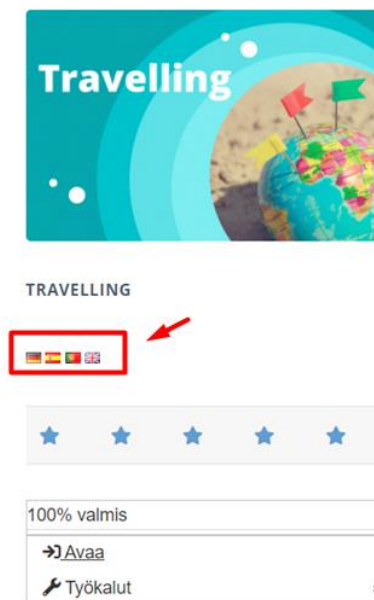 Travelling
TRAVELLING
100% valmis
Avaa
Työkalut